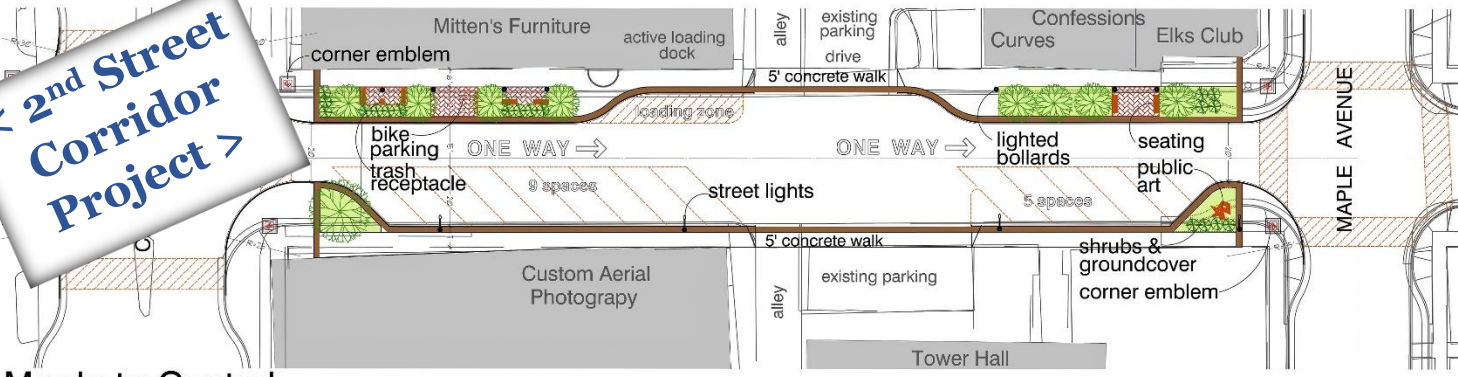 < 2nd Street
Corridor
Project >
Mitten's Furniture
active loading
dock
alley
existing
parking
drive
Confessions
Curves
Elks Club
corner emblem
5' concrete walk
loading zone
bike
parking
trash
receptacle
ONE WAY
ONE WAY
lighted
bollards
seating
public
art
MAPLE AVENUE
9 spaces
street lights
5 spaces
5' concrete walk
shrubs &
groundcover
corner emblem
Custom Aerial
Photograpy
alley
existing parking
Tower Hall